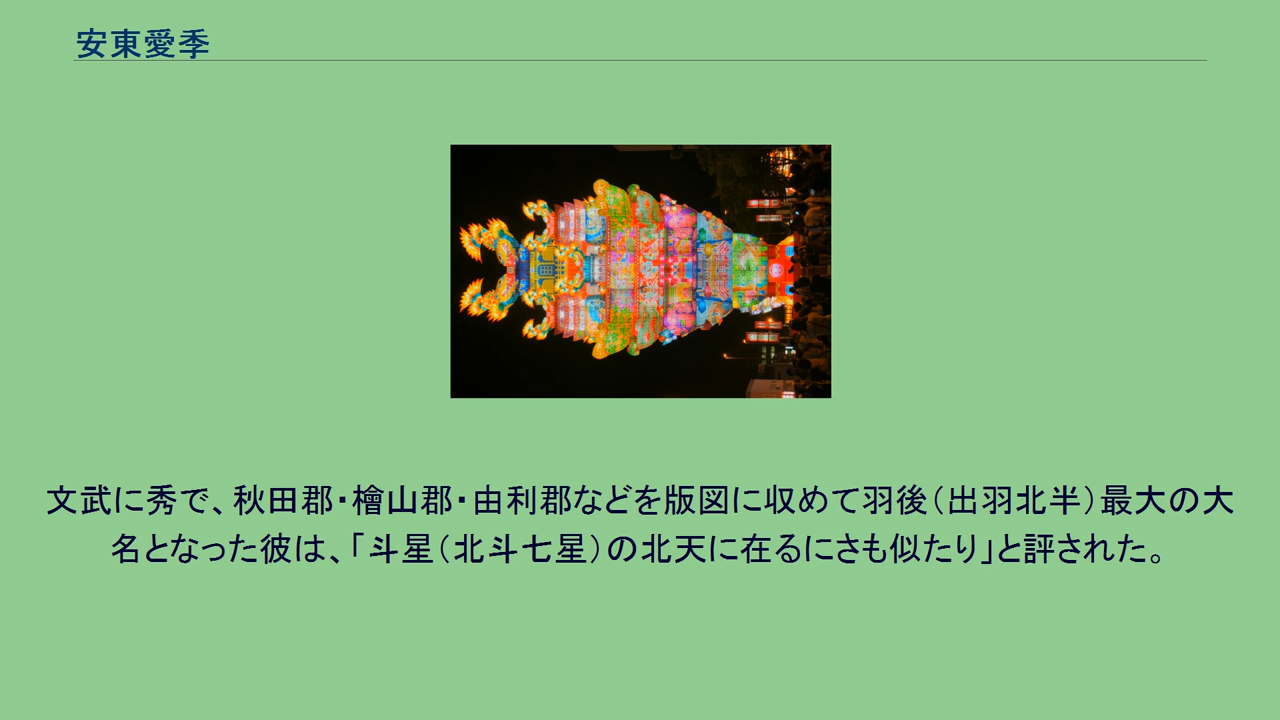 安東愛季
文武に秀で、秋田郡・檜山郡・由利郡などを版図に収めて羽後（出羽北半）最大の大
名となった彼は、「斗星（北斗七星）の北天に在るにさも似たり」と評された。